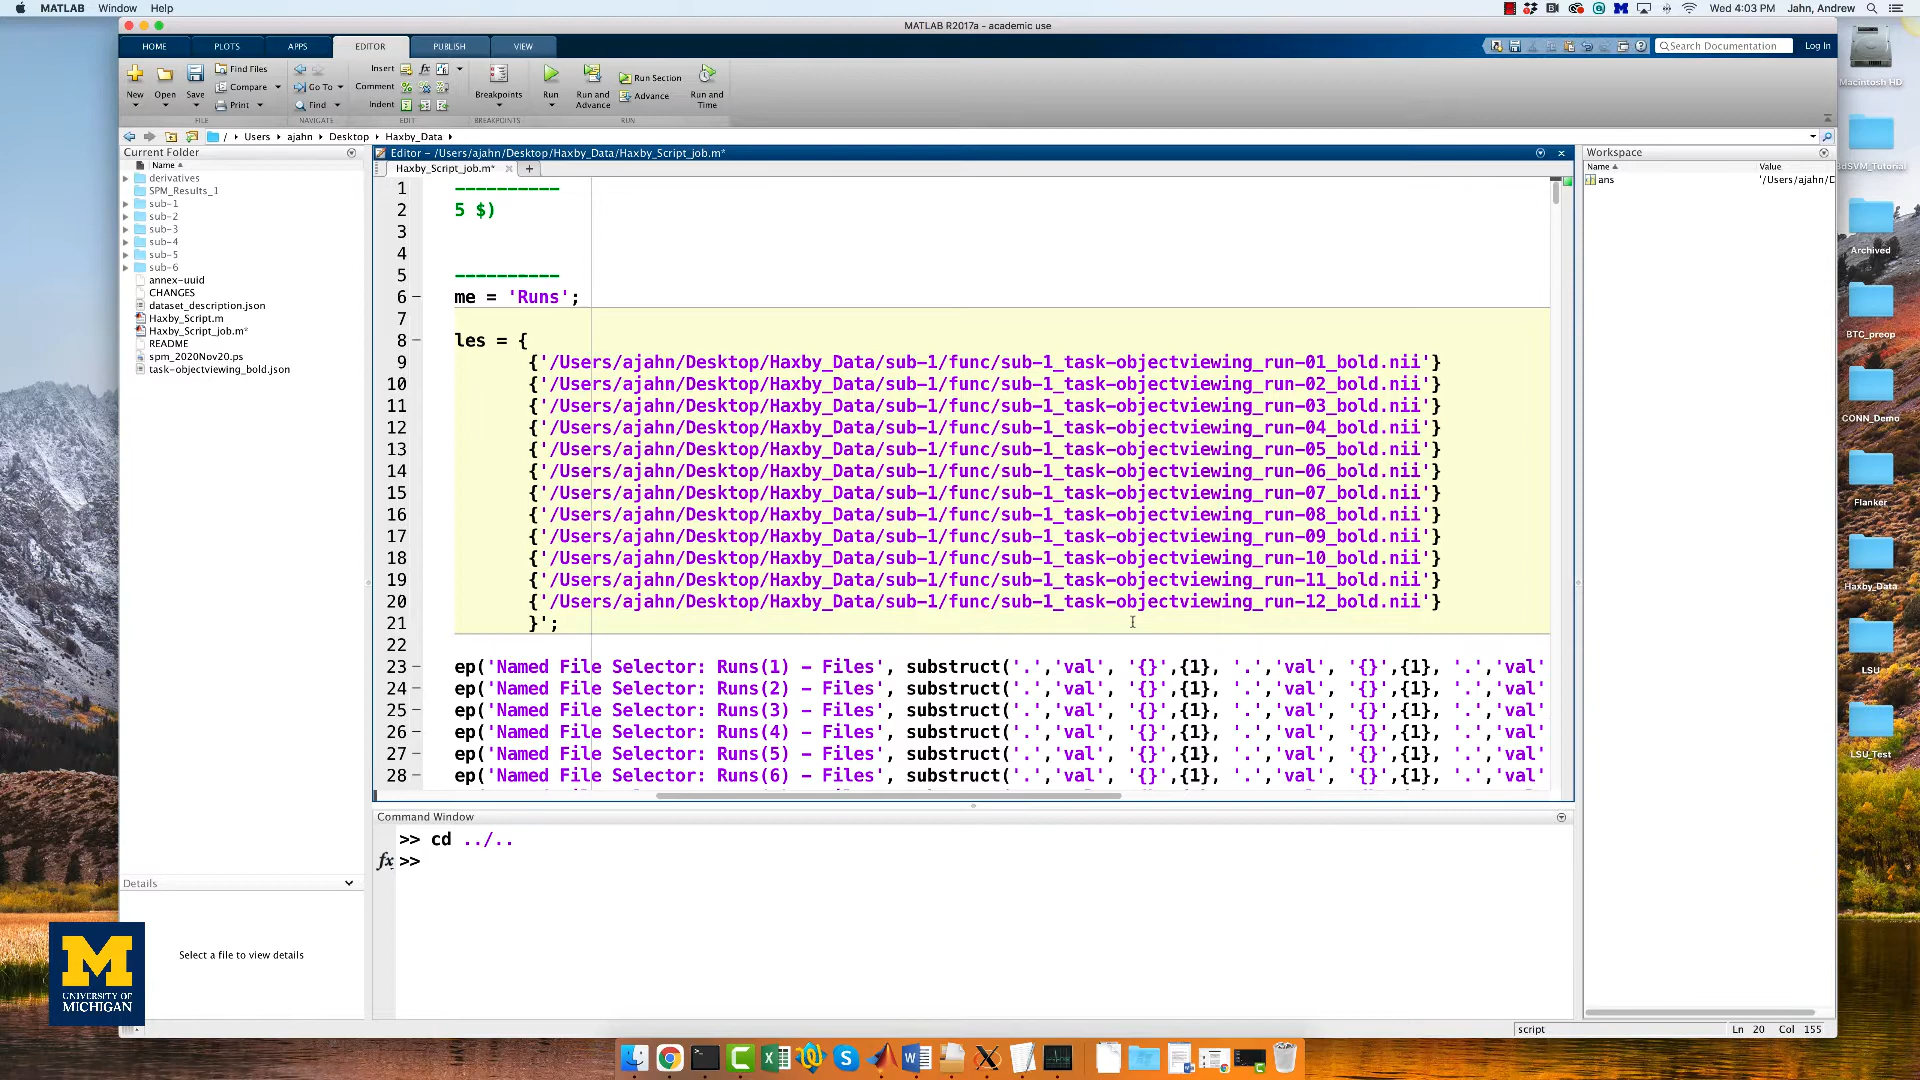 MATLAB Window Help
Wed 4:03 PM Jahn, Andrew
MATLAB R2017a - academic use
HOME PLOTS APPS EDITOR PUBLISH VIEW
Search Documentation Log In
New Open Save Find Files Compare Print
Go To Find
Insert Comment Indent
Breakpoints Run Run and Advance Run Section Advance Run and Time
FILE NAVIGATE EDIT BREAKPOINTS RUN
/ Users ajahn Desktop Haxby_Data
Current Folder
Name
derivatives
SPM_Results_1
sub-1
sub-2
sub-3
sub-4
sub-5
sub-6
annex-uuid
CHANGES
dataset_description.json
Haxby_Script.m
Haxby_Script_job.m*
README
spm_2020Nov20.ps
task-objectviewing_bold.json
Details
Select a file to view details
Editor - /Users/ajahn/Desktop/Haxby_Data/Haxby_Script_job.m*
Haxby_Script_job.m* +
1 ----------
2 5 $)
3
4
5 ----------
6 me = 'Runs';
7
8 les = {
9 {'/Users/ajahn/Desktop/Haxby_Data/sub-1/func/sub-1_task-objectviewing_run-01_bold.nii'}
10 {'/Users/ajahn/Desktop/Haxby_Data/sub-1/func/sub-1_task-objectviewing_run-02_bold.nii'}
11 {'/Users/ajahn/Desktop/Haxby_Data/sub-1/func/sub-1_task-objectviewing_run-03_bold.nii'}
12 {'/Users/ajahn/Desktop/Haxby_Data/sub-1/func/sub-1_task-objectviewing_run-04_bold.nii'}
13 {'/Users/ajahn/Desktop/Haxby_Data/sub-1/func/sub-1_task-objectviewing_run-05_bold.nii'}
14 {'/Users/ajahn/Desktop/Haxby_Data/sub-1/func/sub-1_task-objectviewing_run-06_bold.nii'}
15 {'/Users/ajahn/Desktop/Haxby_Data/sub-1/func/sub-1_task-objectviewing_run-07_bold.nii'}
16 {'/Users/ajahn/Desktop/Haxby_Data/sub-1/func/sub-1_task-objectviewing_run-08_bold.nii'}
17 {'/Users/ajahn/Desktop/Haxby_Data/sub-1/func/sub-1_task-objectviewing_run-09_bold.nii'}
18 {'/Users/ajahn/Desktop/Haxby_Data/sub-1/func/sub-1_task-objectviewing_run-10_bold.nii'}
19 {'/Users/ajahn/Desktop/Haxby_Data/sub-1/func/sub-1_task-objectviewing_run-11_bold.nii'}
20 {'/Users/ajahn/Desktop/Haxby_Data/sub-1/func/sub-1_task-objectviewing_run-12_bold.nii'}
21 }';
22
23 ep('Named File Selector: Runs(1) - Files', substruct('.','val', '{}',{1}, '.','val', '{}',{1}, '.','val'
24 ep('Named File Selector: Runs(2) - Files', substruct('.','val', '{}',{1}, '.','val', '{}',{1}, '.','val'
25 ep('Named File Selector: Runs(3) - Files', substruct('.','val', '{}',{1}, '.','val', '{}',{1}, '.','val'
26 ep('Named File Selector: Runs(4) - Files', substruct('.','val', '{}',{1}, '.','val', '{}',{1}, '.','val'
27 ep('Named File Selector: Runs(5) - Files', substruct('.','val', '{}',{1}, '.','val', '{}',{1}, '.','val'
28 ep('Named File Selector: Runs(6) - Files', substruct('.','val', '{}',{1}, '.','val', '{}',{1}, '.','val'
Command Window
>> cd ../..
fx >>
Workspace
Name Value
ans '/Users/ajahn/D
script Ln 20 Col 155
Macintosh HD
Archived
BTC_preop
CONN_Demo
Flanker
Haxby_Data
LSU
LSU_Test
M
UNIVERSITY OF
MICHIGAN